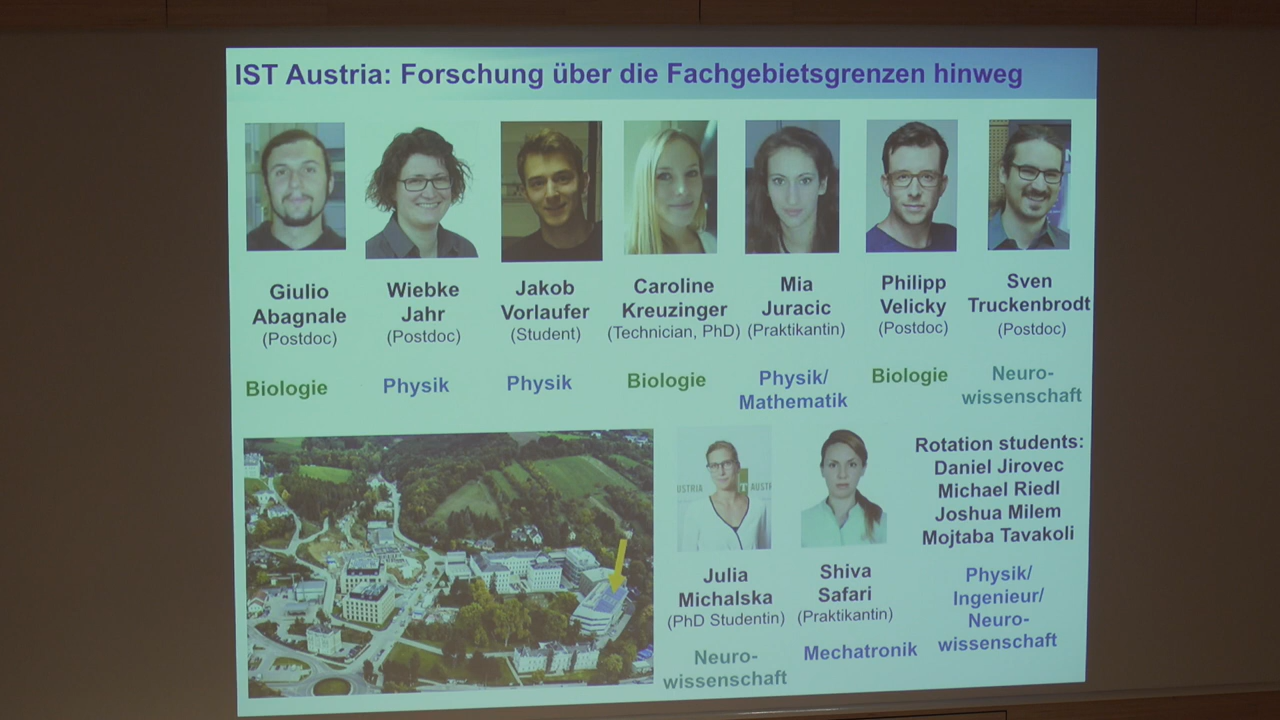 IST Austria: Forschung über die Fachgebietsgrenzen hinweg
Giulio
Abagnale
(Postdoc)
Biologie
Wiebke
Jahr
(Postdoc)
Physik
Jakob
Vorlaufer
(Student)
Physik
Caroline
Kreuzinger
(Technician, PhD)
Biologie
Mia
Juracic
(Praktikantin)
Physik/
Mathematik
Philipp
Velicky
(Postdoc)
Biologie
Sven
Truckenbrodt
(Postdoc)
Neuro-
wissenschaft
USTRIA
AUST
Julia
Michalska
(PhD Studentin)
Neuro-
wissenschaft
Shiva
Safari
(Praktikantin)
Mechatronik
Rotation students:
Daniel Jirovec
Michael Riedl
Joshua Milem
Mojtaba Tavakoli
Physik/
Ingenieur/
Neuro-
wissenschaft